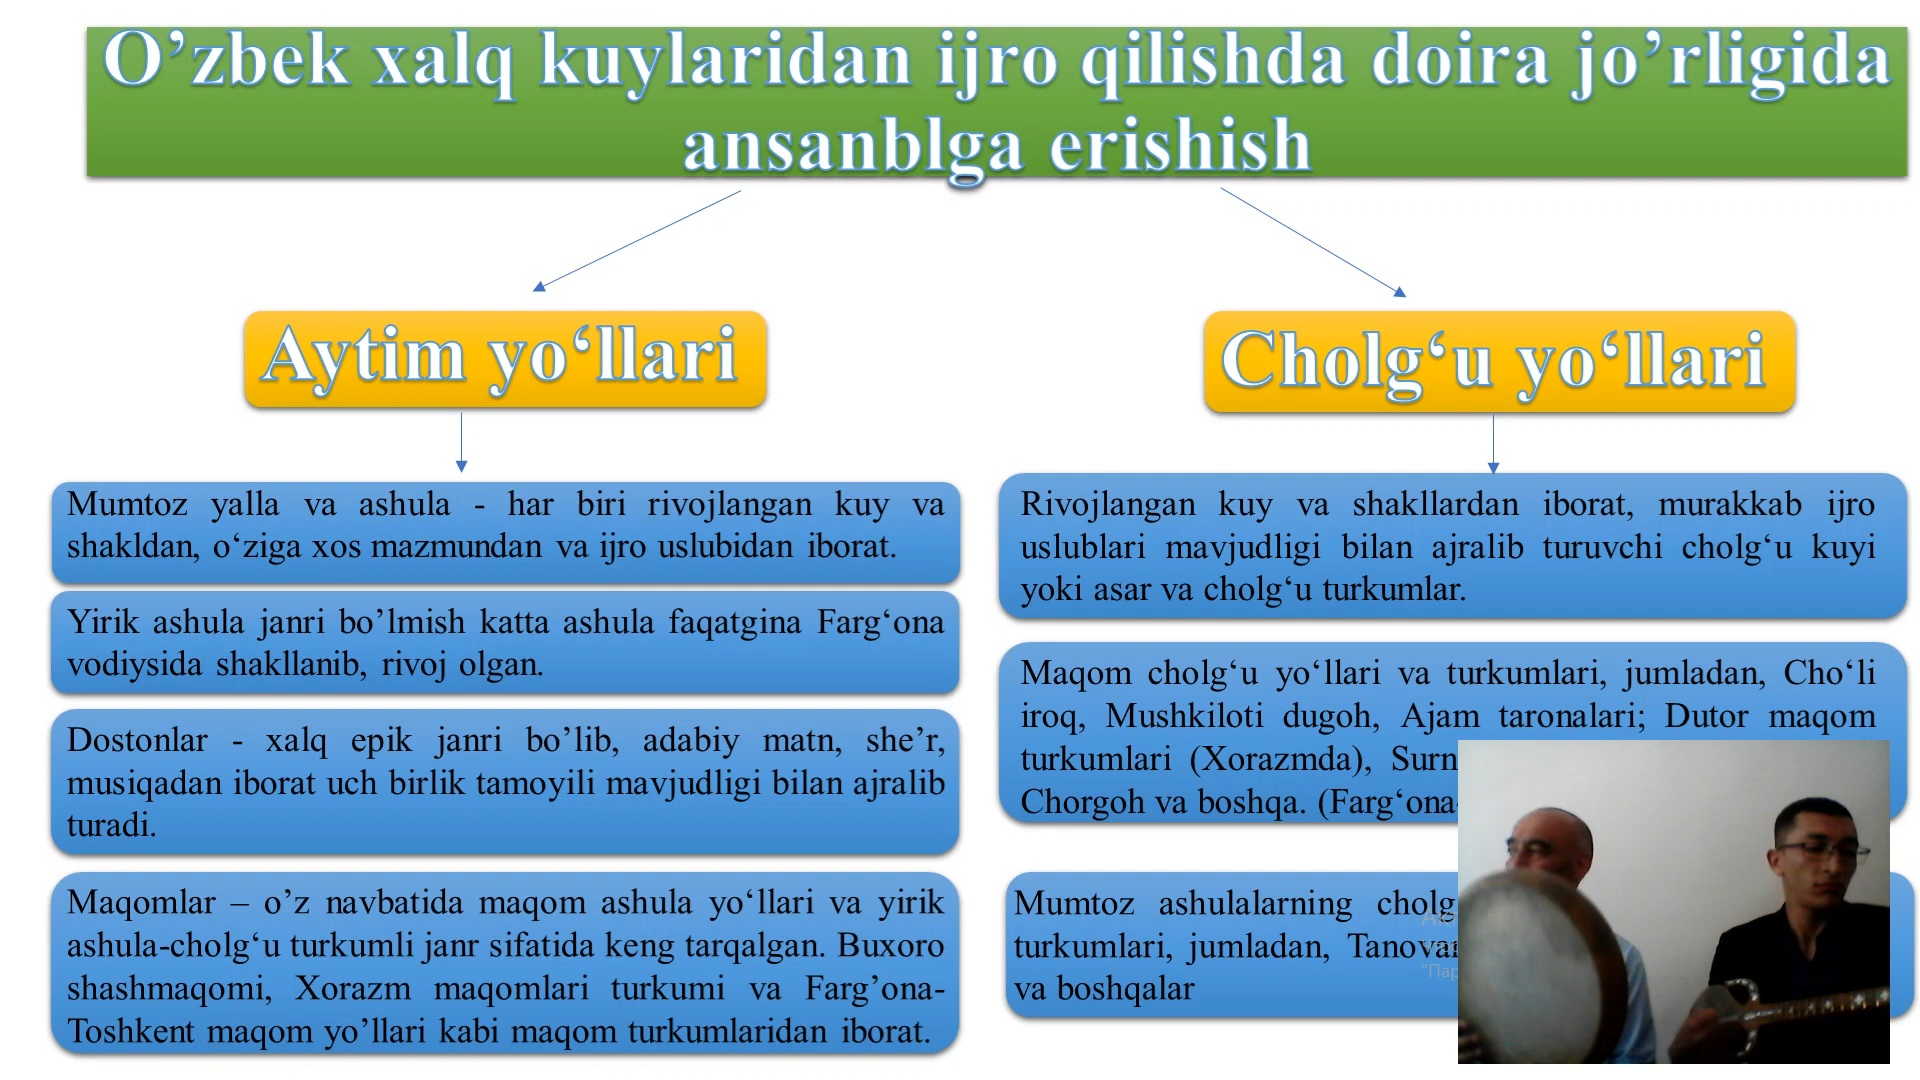 O’zbek xalq kuylaridan ijro qilishda doira jo’rligida
ansanblga erishish
Aytim yo‘llari
Cholg‘u yo‘llari
Mumtoz yalla va ashula - har biri rivojlangan kuy va
shakldan, o‘ziga xos mazmundan va ijro uslubidan iborat.
Yirik ashula janri bo’lmish katta ashula faqatgina Farg‘ona
vodiysida shakllanib, rivoj olgan.
Dostonlar - xalq epik janri bo’lib, adabiy matn, she’r,
musiqadan iborat uch birlik tamoyili mavjudligi bilan ajralib
turadi.
Maqomlar – o’z navbatida maqom ashula yo‘llari va yirik
ashula-cholg‘u turkumli janr sifatida keng tarqalgan. Buxoro
shashmaqomi, Xorazm maqomlari turkumi va Farg’ona-
Toshkent maqom yo’llari kabi maqom turkumlaridan iborat.
Rivojlangan kuy va shakllardan iborat, murakkab ijro
uslublari mavjudligi bilan ajralib turuvchi cholg‘u kuyi
yoki asar va cholg‘u turkumlar.
Maqom cholg‘u yo‘llari va turkumlari, jumladan, Cho‘li
iroq, Mushkiloti dugoh, Ajam taronalari; Dutor maqom
turkumlari (Xorazmda), Surn
Chorgoh va boshqa. (Farg‘ona-
Mumtoz ashulalarning cholg
turkumlari, jumladan, Tanovar
va boshqalar